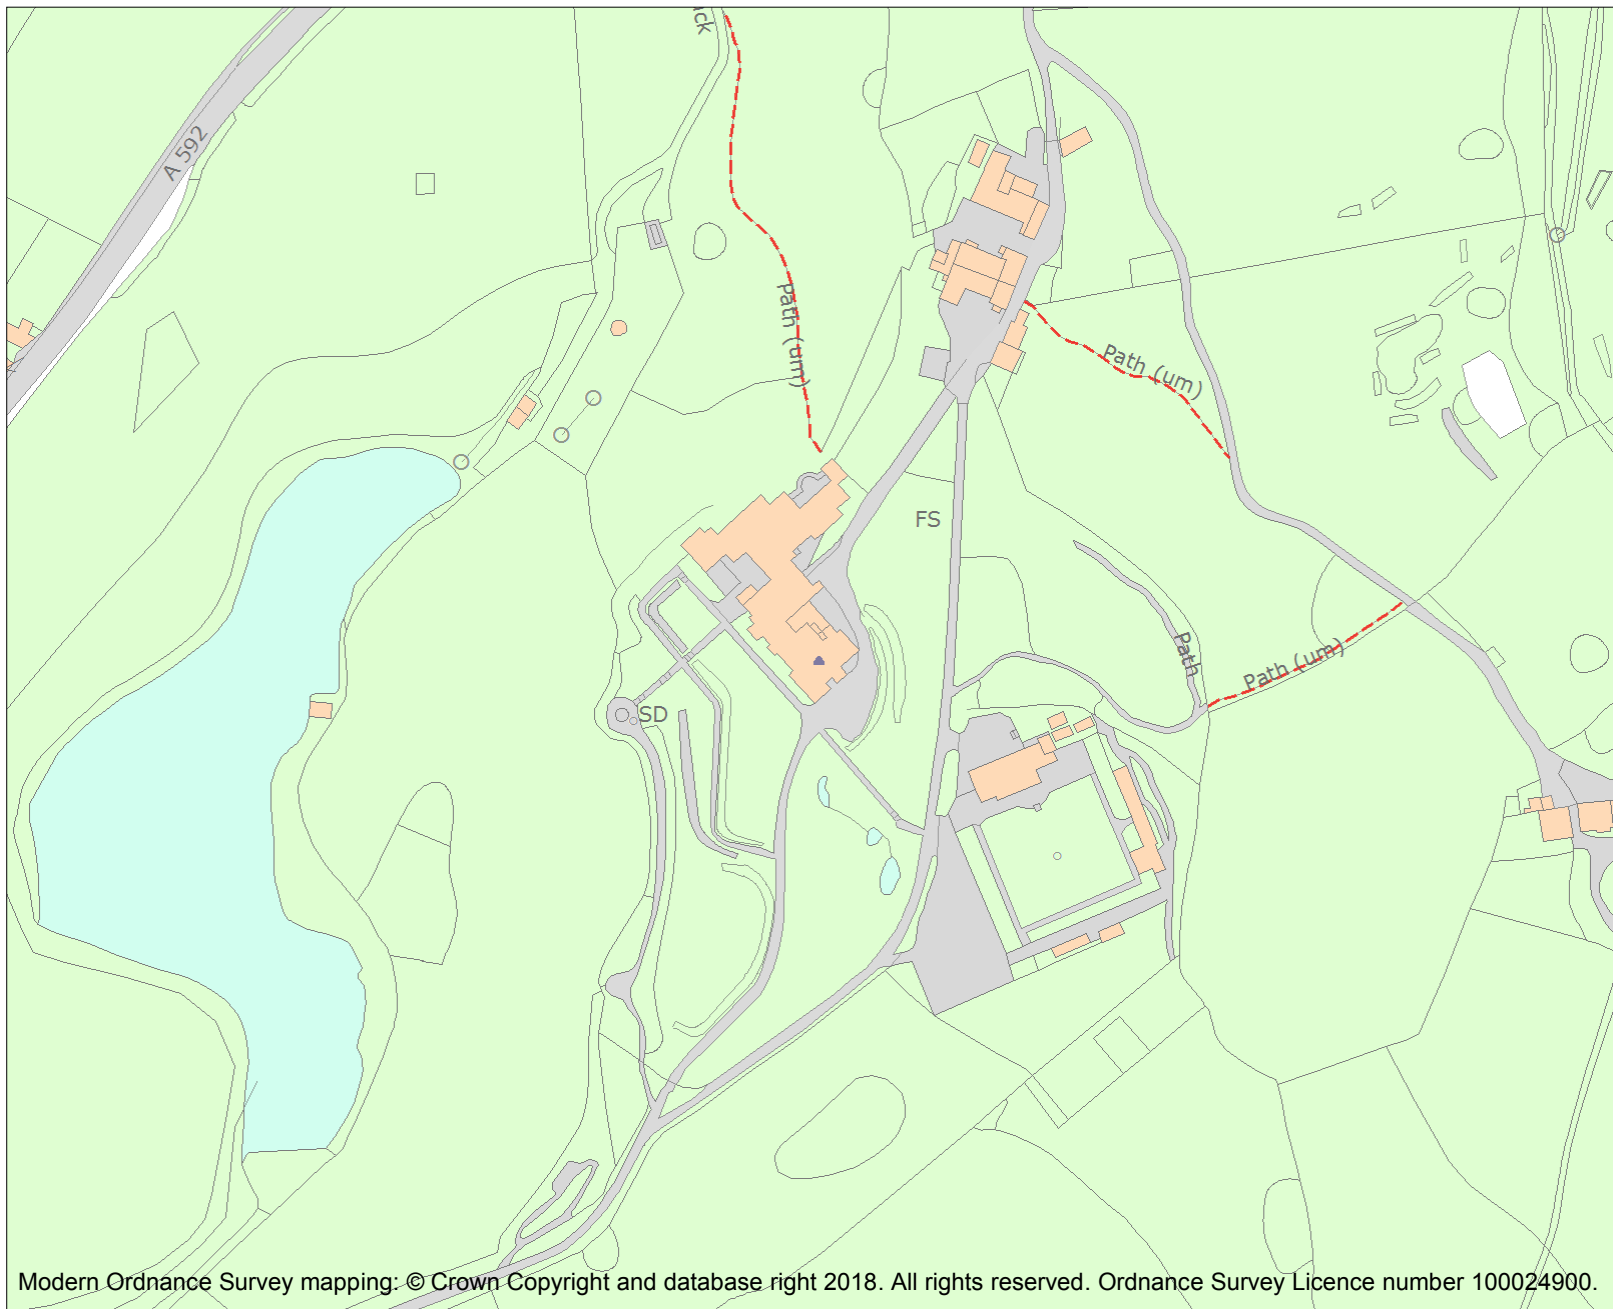 A 592
Path (um)
Path (um)
FS
Path
Path (um)
SD
Modern Ordnance Survey mapping: © Crown Copyright and database right 2018. All rights reserved. Ordnance Survey Licence number 100024900.